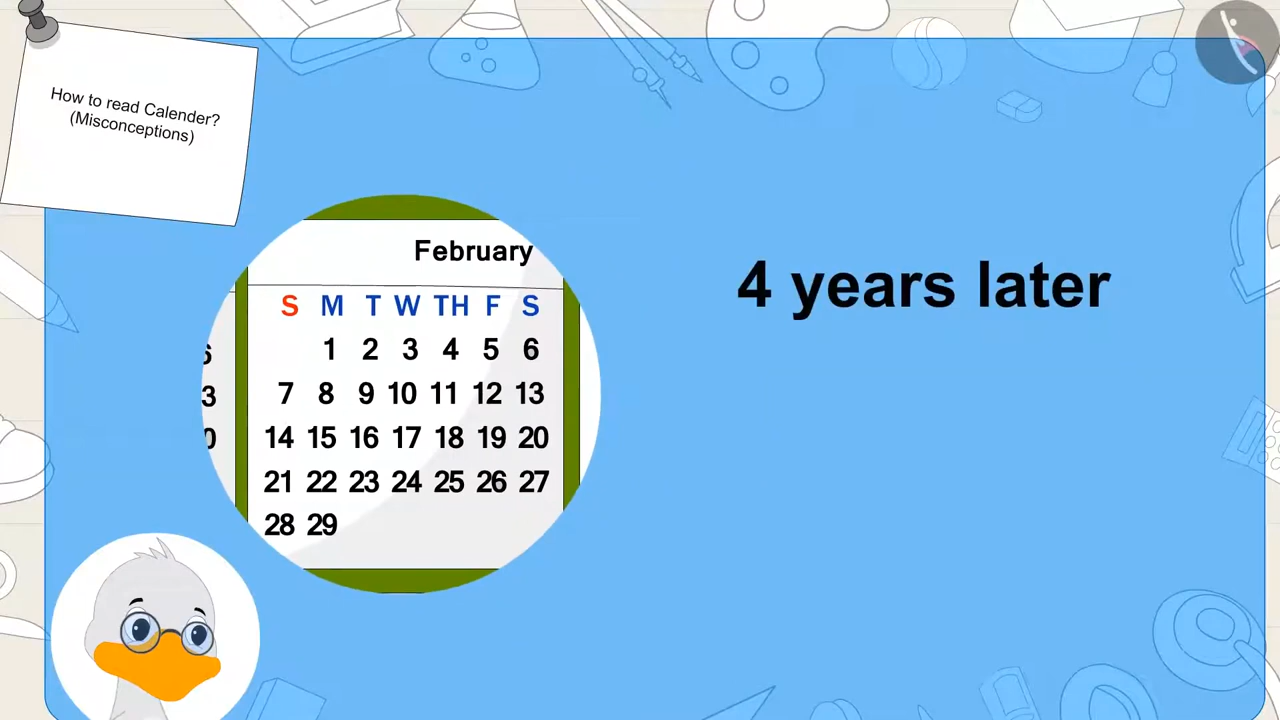 How to read Calender?
(Misconceptions)
February
S M T W TH F S
1 2 3 4 5 6
7 8 9 10 11 12 13
14 15 16 17 18 19 20
21 22 23 24 25 26 27
28 29
4 years later